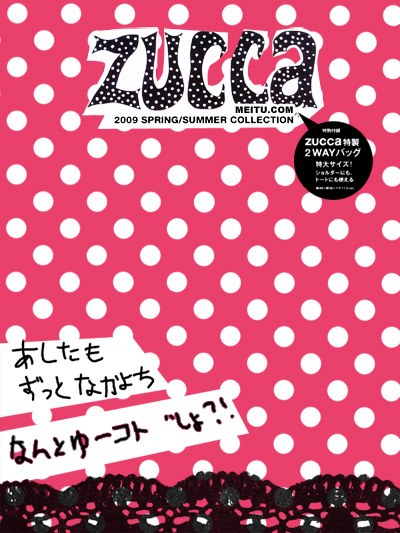 zucca
MEITU.COM
2009 SPRING/SUMMER COLLECTION
特別付録
zucca特製
2WAYバッグ
特大サイズ!
ショルダーにも、
トートにも使える
あしたも
ずっとなかよち
なんとゆーコト"しょ?!